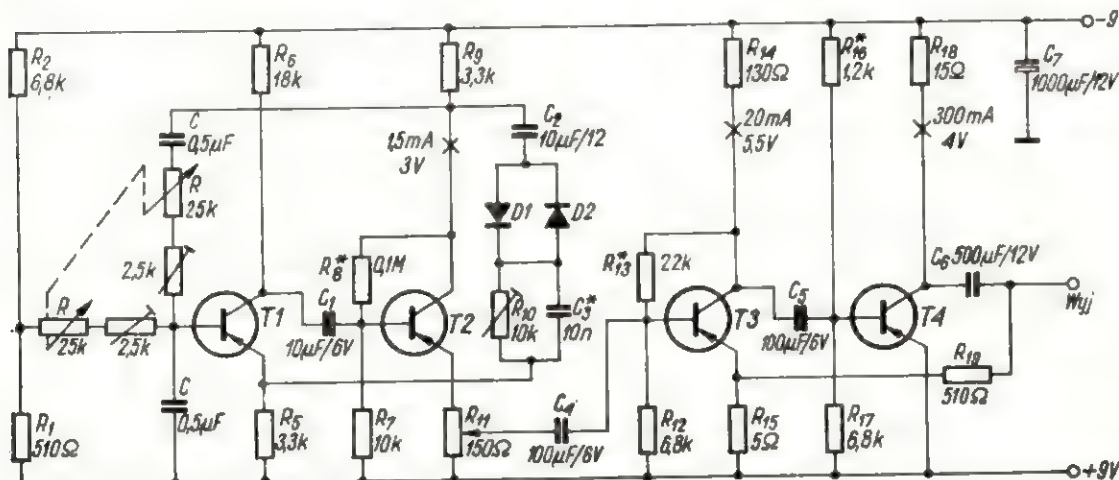 R2
6,8k
R6
18k
R9
3,3k
R14
130Ω
R16*
1,2k
R18
15Ω
C7
1000μF/12V
-9
C
0,5μF
R
25k
2,5k
1,5mA
3V
C2
10μF/12
20mA
5,5V
300mA
4V
D1
D2
R8*
0,1M
R13*
22k
C6
500μF/12V
R
25k
2,5k
T1
C1
10μF/6V
T2
R10
10k
C3*
10n
T3
C5
100μF/6V
T4
Wyj
R1
510Ω
C
0,5μF
R5
3,3k
R7
10k
R11
150Ω
C4
100μF/6V
R12
6,8k
R15
5Ω
R17
6,8k
R19
510Ω
+9V